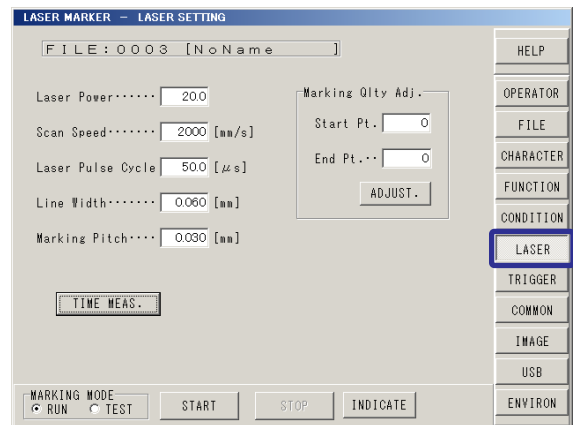 LASER MARKER － LASER SETTING
FILE:0003 [NoName ]
HELP
Laser Power······ 20.0
Scan Speed······· 2000 [mm/s]
Laser Pulse Cycle 50.0 [μs]
Line Width······· 0.060 [mm]
Marking Pitch···· 0.030 [mm]
Marking Qlty Adj.
Start Pt. 0
End Pt.·· 0
ADJUST.
TIME MEAS.
OPERATOR
FILE
CHARACTER
FUNCTION
CONDITION
LASER
TRIGGER
COMMON
IMAGE
USB
ENVIRON
MARKING MODE
RUN TEST
START
STOP
INDICATE